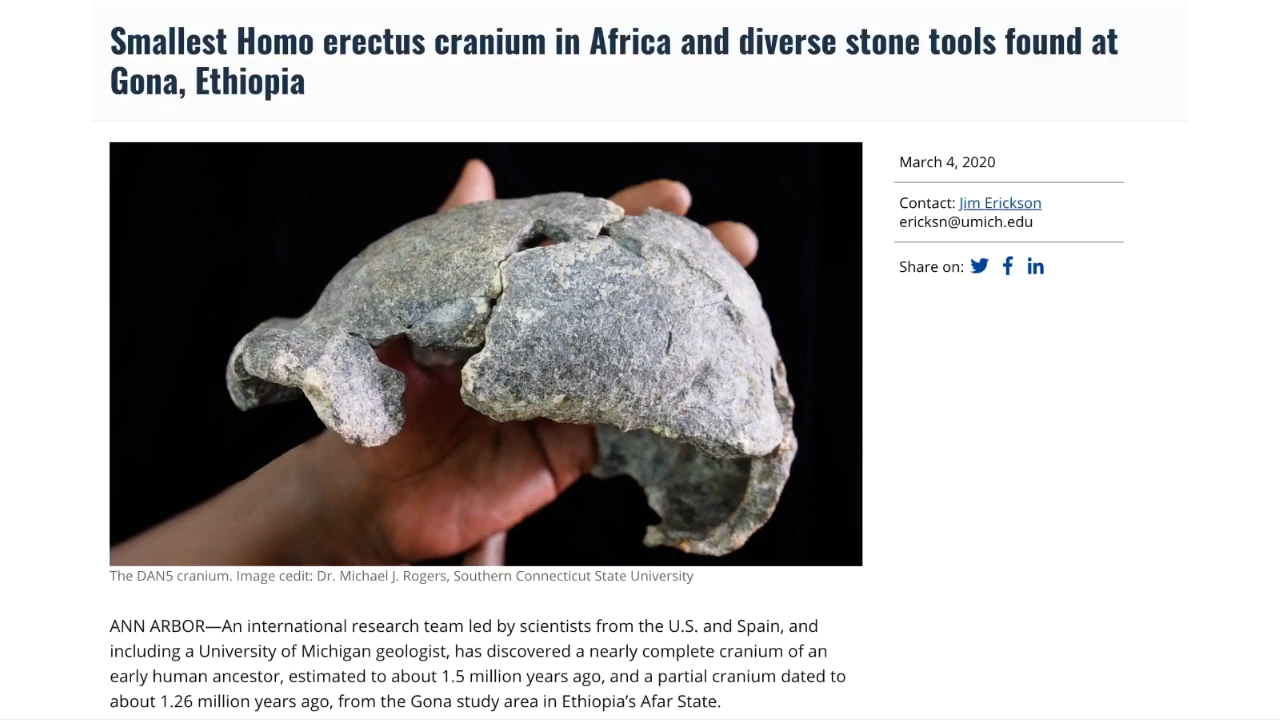 Smallest Homo erectus cranium in Africa and diverse stone tools found at
Gona, Ethiopia
March 4, 2020
Contact: Jim Erickson
ericksn@umich.edu
Share on:
The DAN5 cranium. Image cedit: Dr. Michael J. Rogers, Southern Connecticut State University
ANN ARBOR—An international research team led by scientists from the U.S. and Spain, and
including a University of Michigan geologist, has discovered a nearly complete cranium of an
early human ancestor, estimated to about 1.5 million years ago, and a partial cranium dated to
about 1.26 million years ago, from the Gona study area in Ethiopia’s Afar State.